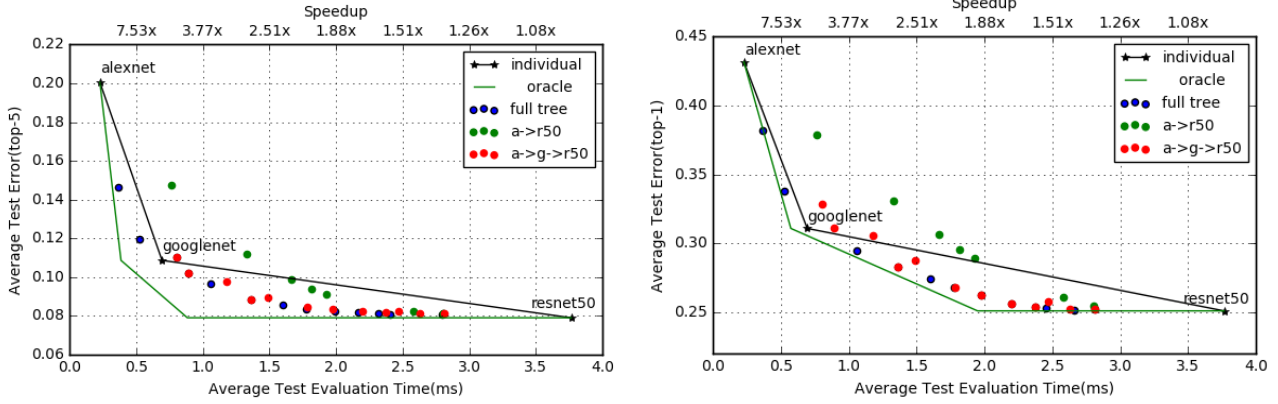 Speedup
7.53x 3.77x 2.51x 1.88x 1.51x 1.26x 1.08x
0.22
0.20
0.18
0.16
0.14
0.12
0.10
0.08
0.06
Average Test Error(top-5)
alexnet
googlenet
resnet50
individual
oracle
full tree
a->r50
a->g->r50
0.0 0.5 1.0 1.5 2.0 2.5 3.0 3.5 4.0
Average Test Evaluation Time(ms)
Speedup
7.53x 3.77x 2.51x 1.88x 1.51x 1.26x 1.08x
0.45
0.40
0.35
0.30
0.25
Average Test Error(top-1)
alexnet
googlenet
resnet50
individual
oracle
full tree
a->r50
a->g->r50
0.0 0.5 1.0 1.5 2.0 2.5 3.0 3.5 4.0
Average Test Evaluation Time(ms)